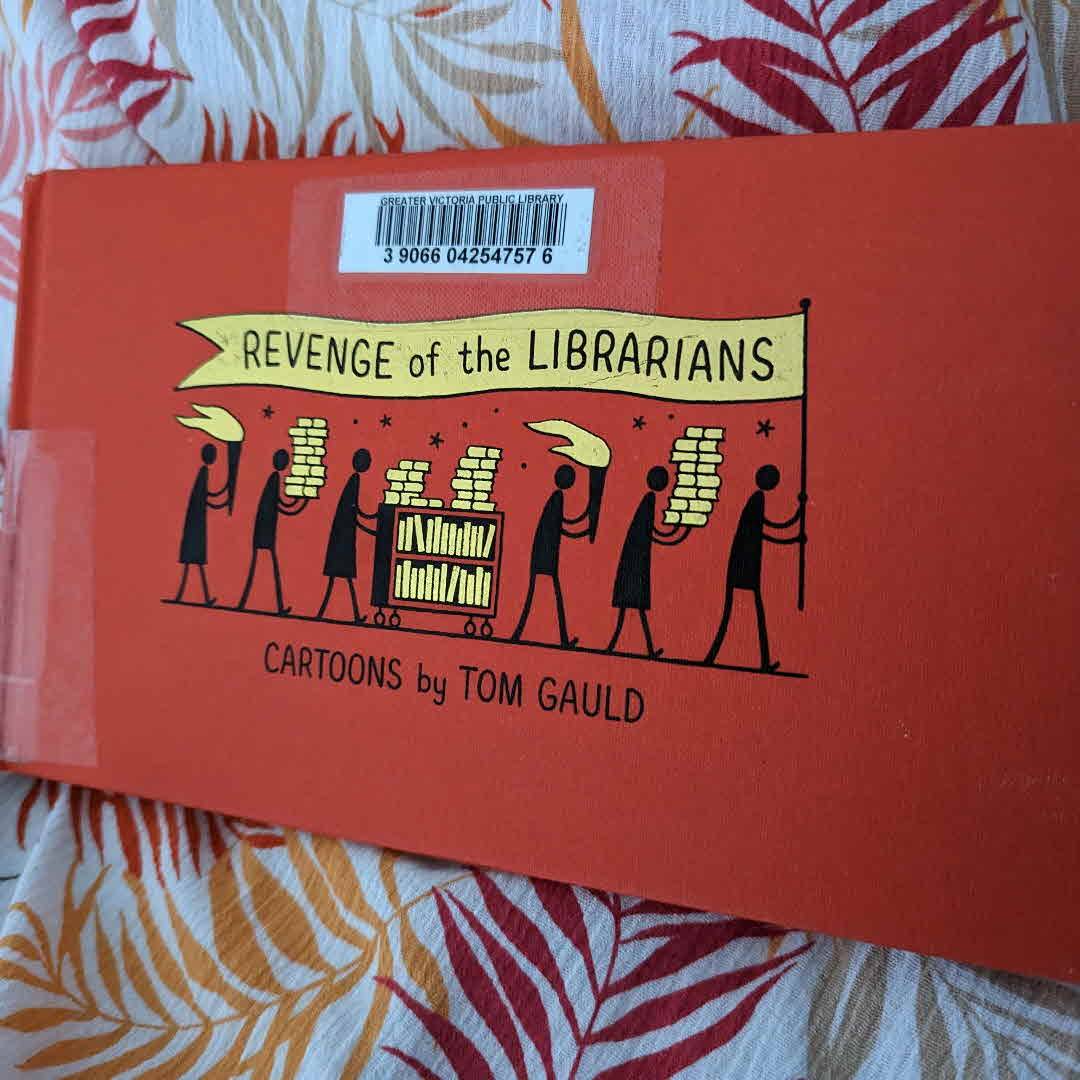 GREATER VICTORIA PUBLIC LIBRARY
3 9066 04254757 6
REVENGE of the LIBRARIANS
CARTOONS by TOM GAULD